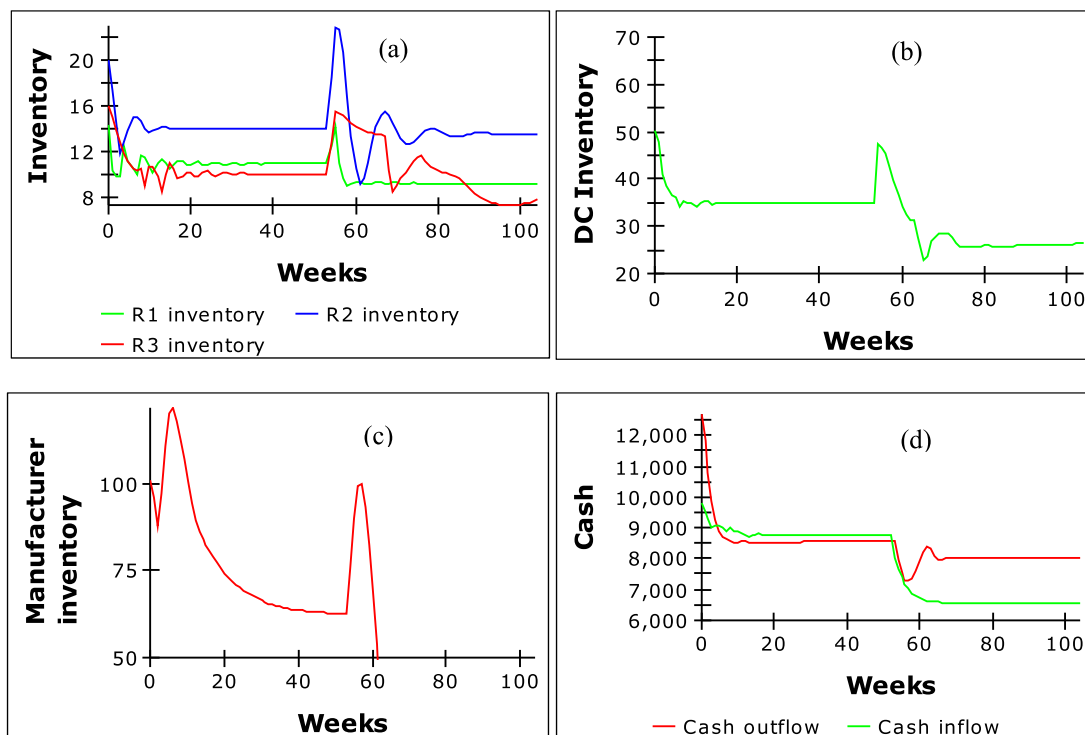 (a)
Inventory
20
16
12
8
0 20 40 60 80 100
Weeks
R1 inventory R2 inventory
R3 inventory
(b)
DC Inventory
70
60
50
40
30
20
0 20 40 60 80 100
Weeks
(c)
Manufacturer
inventory
100
75
50
0 20 40 60 80 100
Weeks
(d)
Cash
12,000
11,000
10,000
9,000
8,000
7,000
6,000
0 20 40 60 80 100
Weeks
Cash outflow Cash inflow